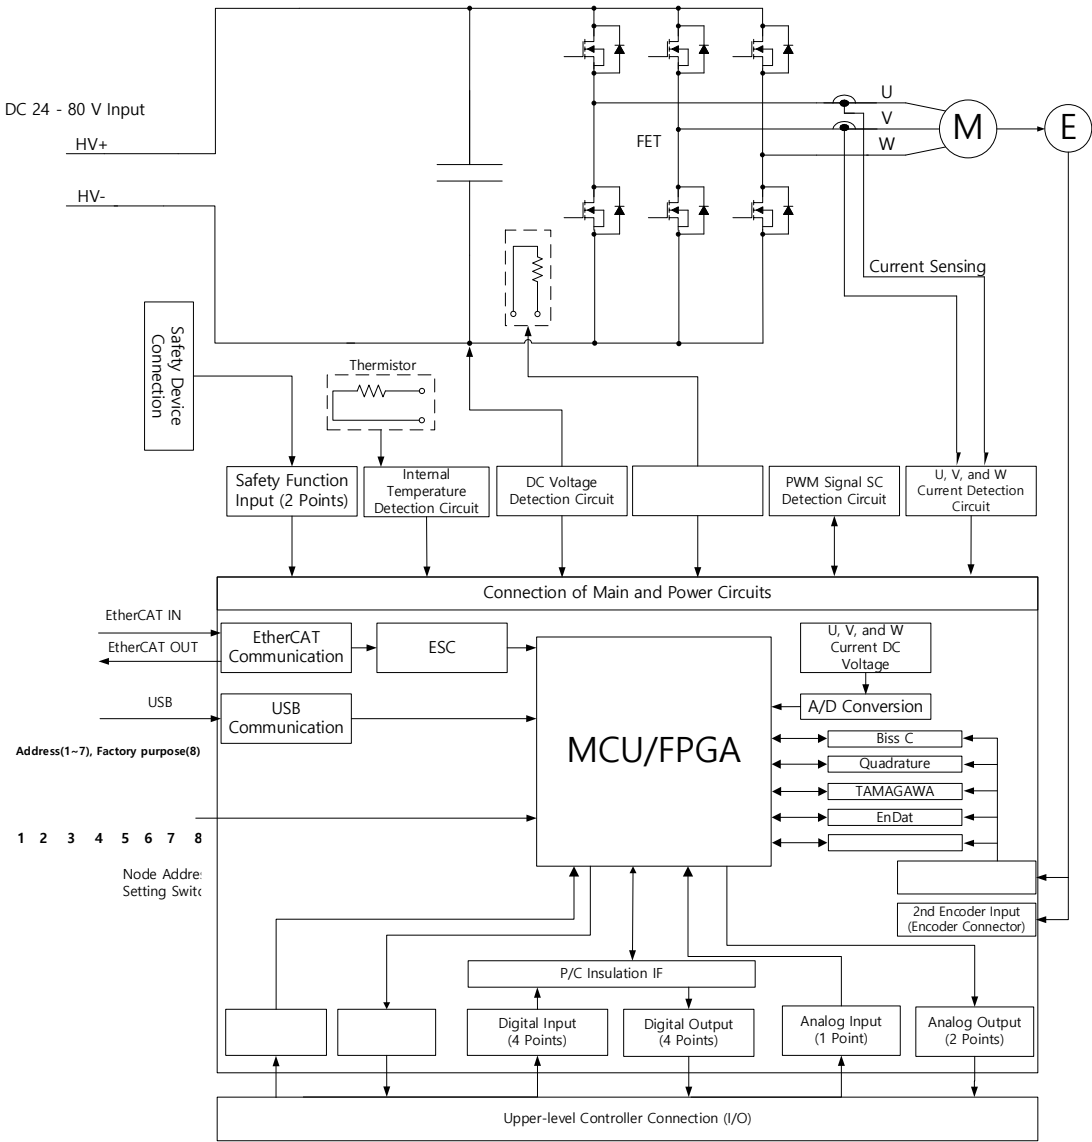 DC 24 - 80 V Input
HV+
HV-
FET
U
V
W
M
E
Current Sensing
Safety Device
Connection
Thermistor
Safety Function
Input (2 Points)
Internal
Temperature
Detection Circuit
DC Voltage
Detection Circuit
PWM Signal SC
Detection Circuit
U, V, and W
Current Detection
Circuit
Connection of Main and Power Circuits
EtherCAT IN
EtherCAT OUT
EtherCAT
Communication
ESC
U, V, and W
Current DC
Voltage
USB
USB
Communication
A/D Conversion
MCU/FPGA
Biss C
Quadrature
TAMAGAWA
EnDat
Address(1~7), Factory purpose(8)
1 2 3 4 5 6 7 8
Node Addre
Setting Switc
2nd Encoder Input
(Encoder Connector)
P/C Insulation IF
Digital Input
(4 Points)
Digital Output
(4 Points)
Analog Input
(1 Point)
Analog Output
(2 Points)
Upper-level Controller Connection (I/O)